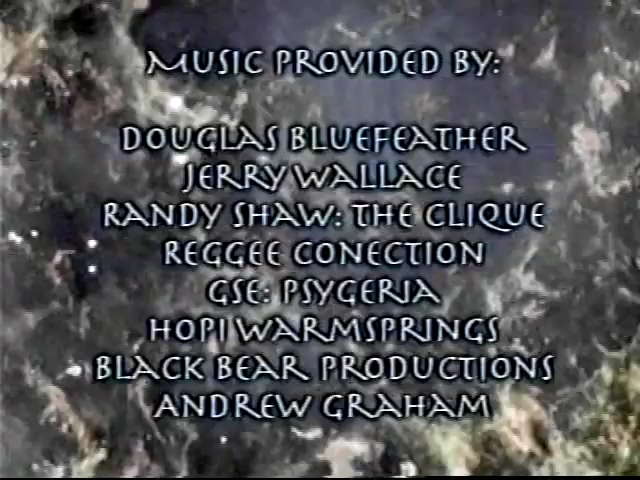 MUSIC PROVIDED BY:
DOUGLAS BLUEFEATHER
JERRY WALLACE
RANDY SHAW: THE CLIQUE
REGGEE CONECTION
GSE: PSYGERIA
HOPI WARMSPRINGS
BLACK BEAR PRODUCTIONS
ANDREW GRAHAM